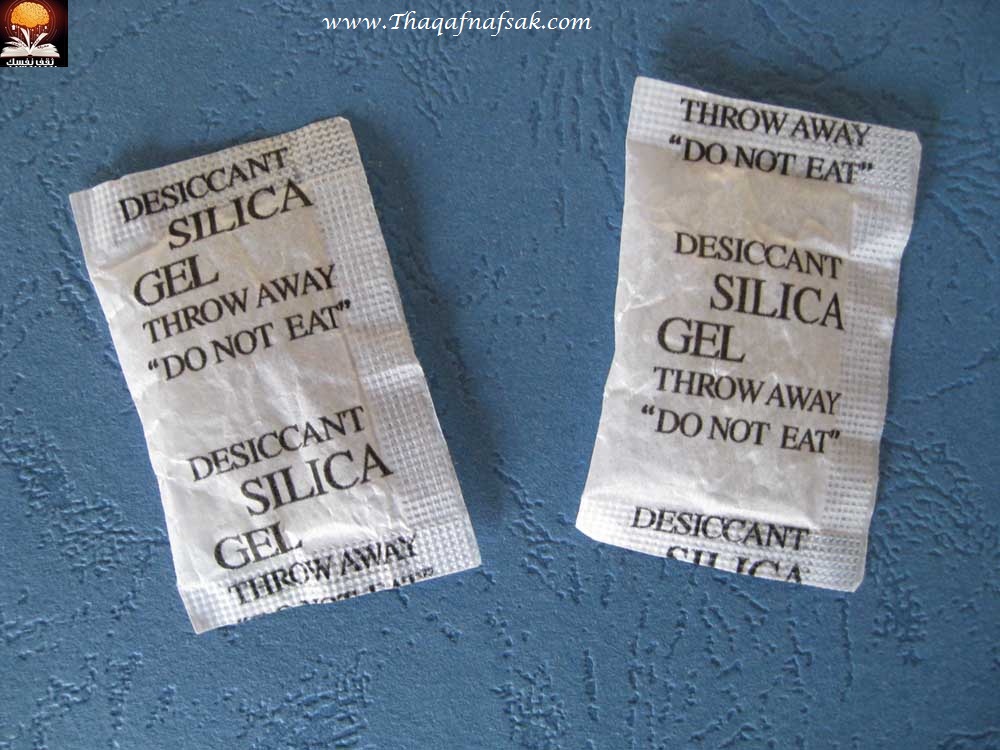 www.Thaqafnafsak.com
ثقف نفسك
DESICCANT
SILICA
GEL
THROW AWAY
“DO NOT EAT”
DESICCANT
SILICA
GEL
THROW AWAY
THROW AWAY
“DO NOT EAT”
DESICCANT
SILICA
GEL
THROW AWAY
“DO NOT EAT”
DESICCANT
SILICA